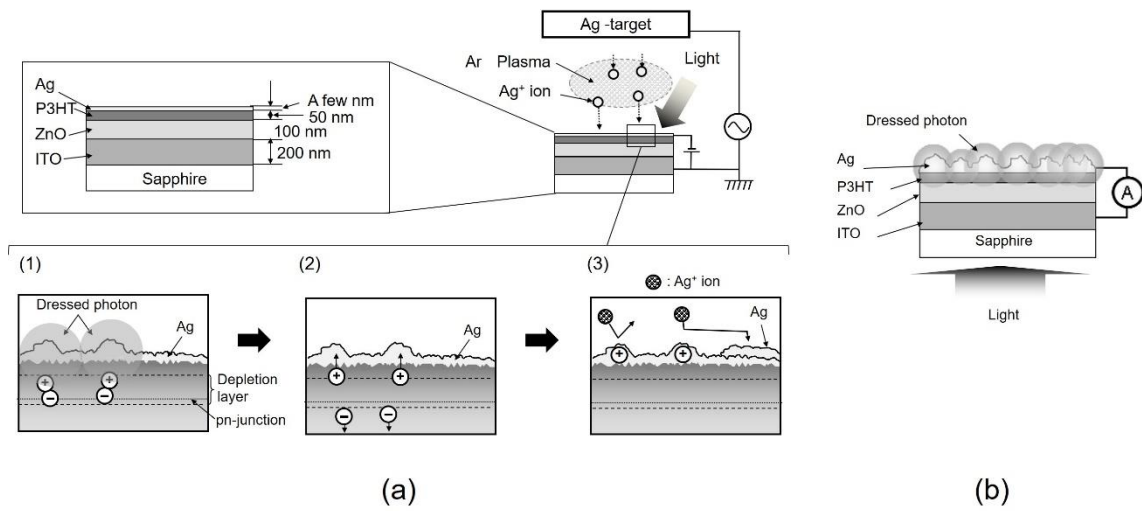 Ag -target
Ar Plasma
Light
Ag⁺ ion
Ag
P3HT
ZnO
ITO
Sapphire
A few nm
50 nm
100 nm
200 nm
Dressed photon
Ag
P3HT
ZnO
ITO
Sapphire
A
Light
(1)
Dressed photon
Ag
+
+
−
−
Depletion
layer
pn-junction
(2)
Ag
+
+
−
−
(3)
: Ag⁺ ion
Ag
+
+
(a)
(b)